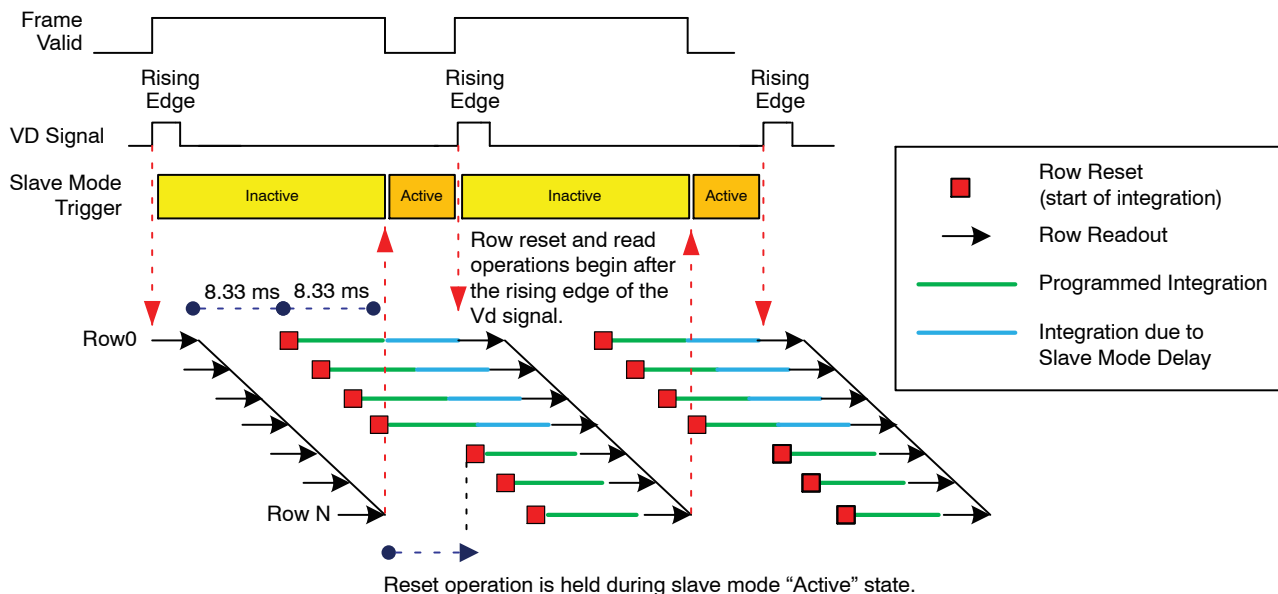 Frame
Valid
Rising
Edge
Rising
Edge
Rising
Edge
VD Signal
Slave Mode
Trigger
Inactive
Active
Inactive
Active
Row reset and read
operations begin after
the rising edge of the
Vd signal.
8.33 ms
8.33 ms
Row0
Row N
Reset operation is held during slave mode “Active” state.
Row Reset
(start of integration)
Row Readout
Programmed Integration
Integration due to
Slave Mode Delay